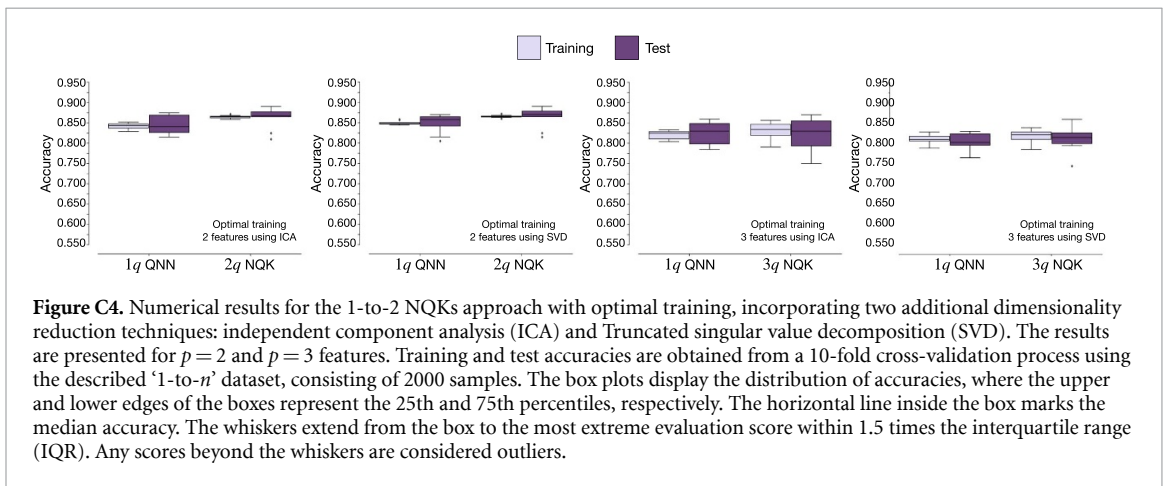 Training Test
0.950 0.950 0.950 0.950
0.900 0.900 0.900 0.900
0.850 0.850 0.850 0.850
0.800 0.800 0.800 0.800
0.750 0.750 0.750 0.750
0.700 0.700 0.700 0.700
0.650 0.650 0.650 0.650
0.600 0.600 0.600 0.600
0.550 0.550 0.550 0.550
Accuracy Accuracy Accuracy Accuracy
Optimal training Optimal training Optimal training Optimal training
2 features using ICA 2 features using SVD 3 features using ICA 3 features using SVD
1q QNN 2q NQK 1q QNN 2q NQK 1q QNN 3q NQK 1q QNN 3q NQK
Figure C4. Numerical results for the 1-to-2 NQKs approach with optimal training, incorporating two additional dimensionality
reduction techniques: independent component analysis (ICA) and Truncated singular value decomposition (SVD). The results
are presented for p = 2 and p = 3 features. Training and test accuracies are obtained from a 10-fold cross-validation process using
the described ‘1-to-n’ dataset, consisting of 2000 samples. The box plots display the distribution of accuracies, where the upper
and lower edges of the boxes represent the 25th and 75th percentiles, respectively. The horizontal line inside the box marks the
median accuracy. The whiskers extend from the box to the most extreme evaluation score within 1.5 times the interquartile range
(IQR). Any scores beyond the whiskers are considered outliers.